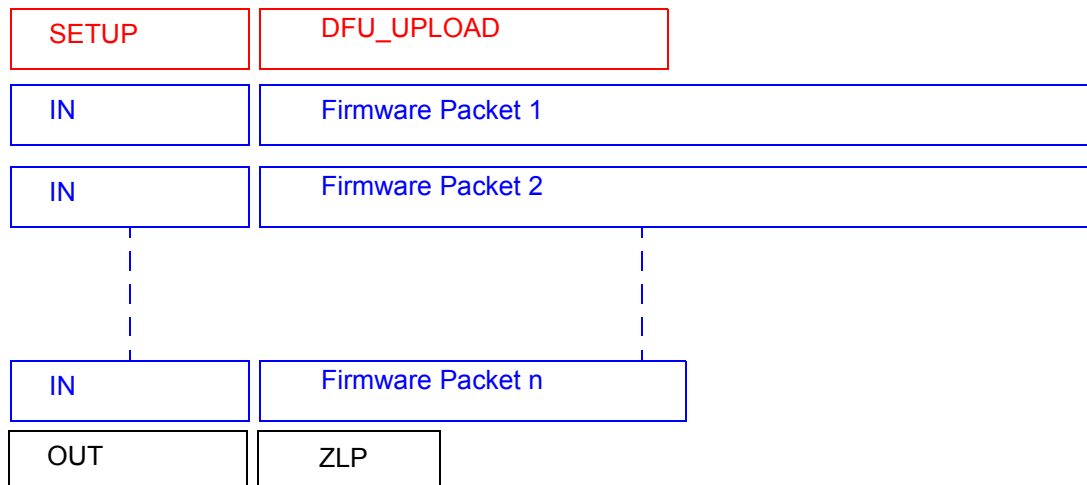 SETUP DFU_UPLOAD
IN Firmware Packet 1
IN Firmware Packet 2
IN Firmware Packet n
OUT ZLP